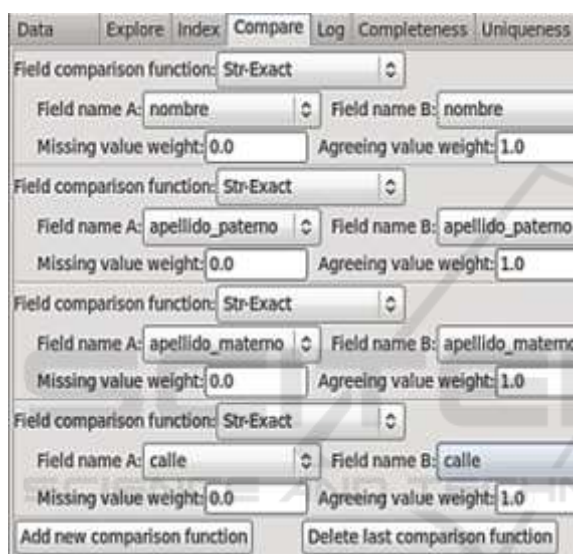 Data Explore Index Compare Log Completeness Uniqueness
Field comparison function: Str-Exact
Field name A: nombre Field name B: nombre
Missing value weight: 0.0 Agreeing value weight: 1.0
Field comparison function: Str-Exact
Field name A: apellido_paterno Field name B: apellido_paterno
Missing value weight: 0.0 Agreeing value weight: 1.0
Field comparison function: Str-Exact
Field name A: apellido_materno Field name B: apellido_materno
Missing value weight: 0.0 Agreeing value weight: 1.0
Field comparison function: Str-Exact
Field name A: calle Field name B: calle
Missing value weight: 0.0 Agreeing value weight: 1.0
Add new comparison function Delete last comparison function